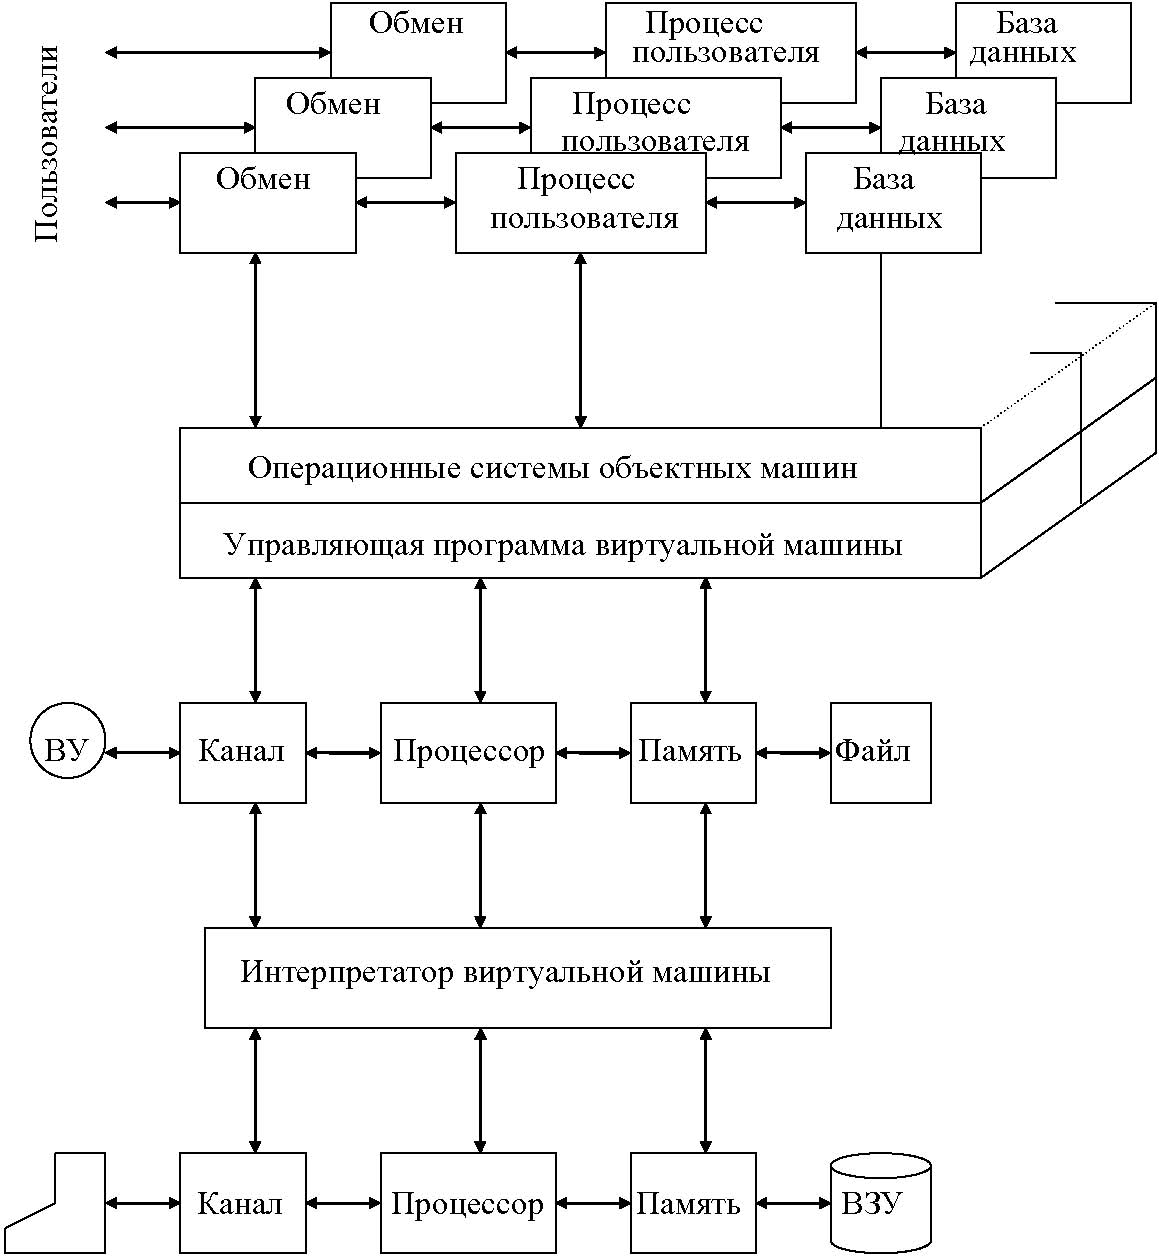 Пользователи
Обмен
Процесс
пользователя
База
данных
Обмен
Процесс
пользователя
База
данных
Обмен
Процесс
пользователя
База
данных
Операционные системы объектных машин
Управляющая программа виртуальной машины
ВУ
Канал
Процессор
Память
Файл
Интерпретатор виртуальной машины
Канал
Процессор
Память
ВЗУ